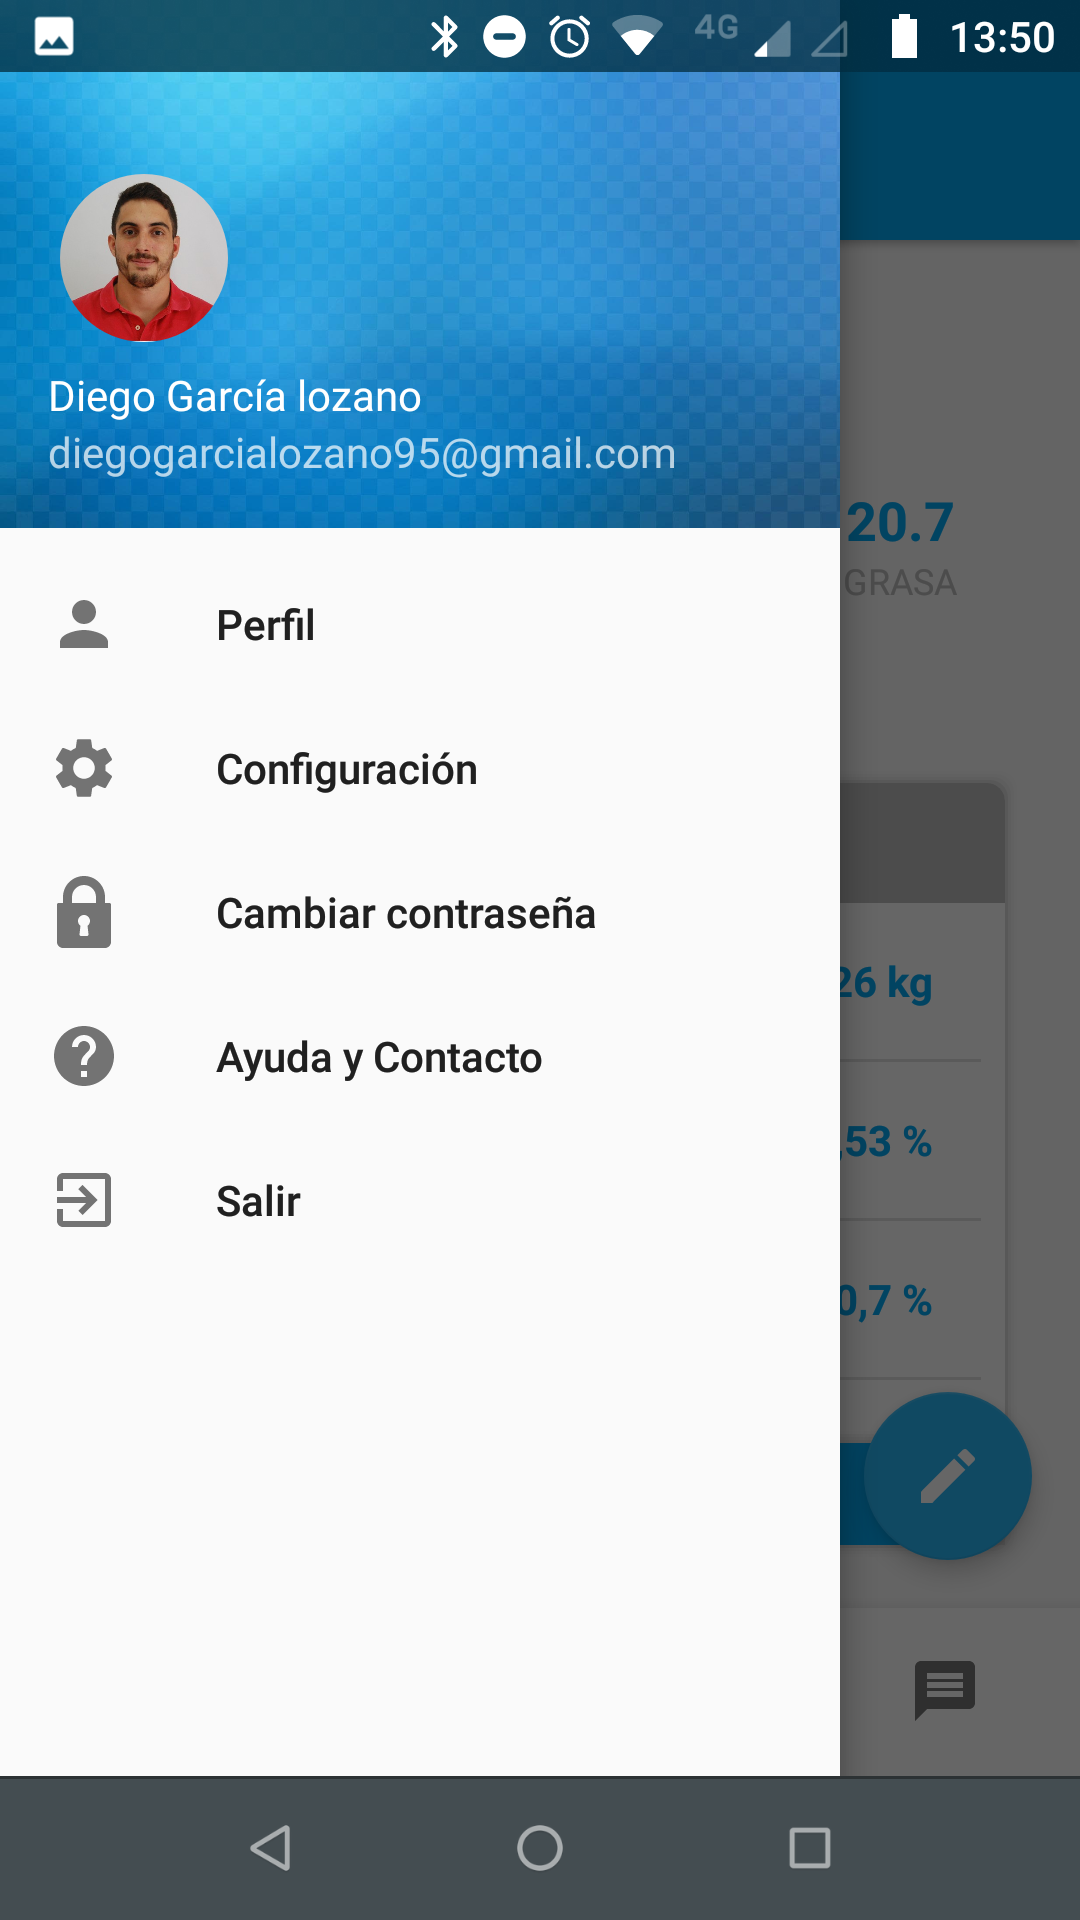 4G
13:50
Diego García lozano
diegogarcialozano95@gmail.com
20.7
GRASA
Perfil
Configuración
Cambiar contraseña
26 kg
Ayuda y Contacto
,53 %
Salir
0,7 %